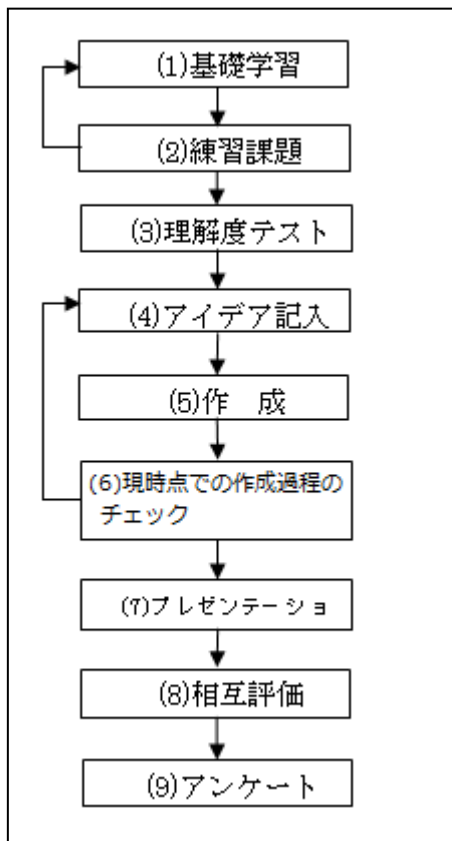 (1)基礎学習
(2)練習課題
(3)理解度テスト
(4)アイデア記入
(5)作　成
(6)現時点での作成過程の
チェック
(7)プレゼンテーショ
(8)相互評価
(9)アンケート